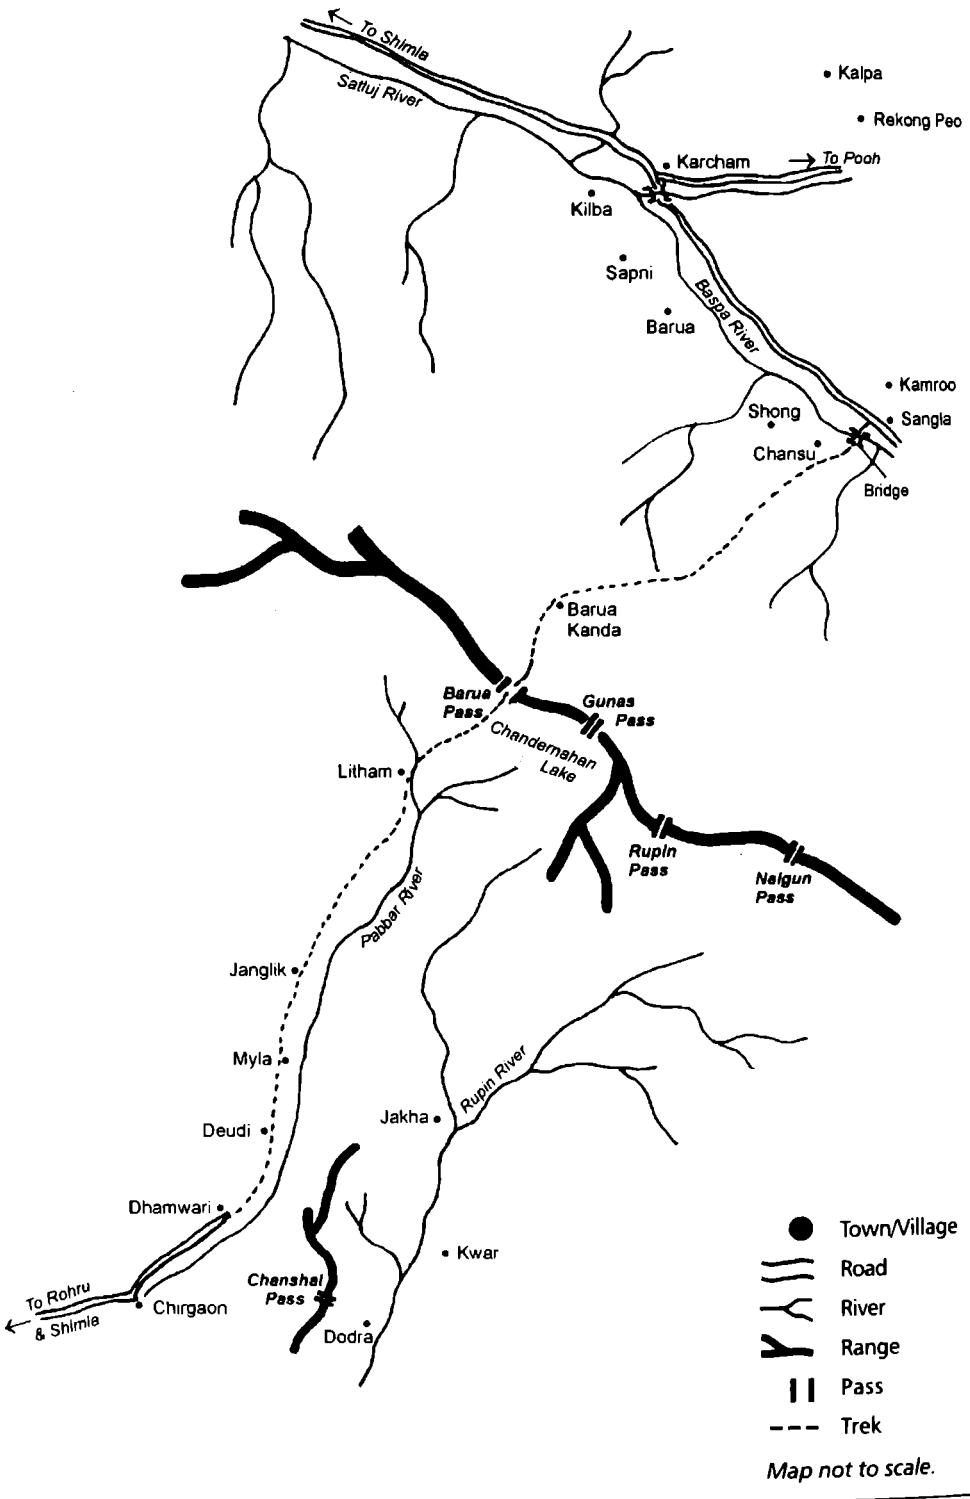 To Shimla
Satluj River
Kalpa
Rekong Peo
Karcham
To Pooh
Kilba
Sapni
Barua
Baspa River
Kamroo
Shong
Sangla
Chansu
Bridge
Barua
Kanda
Barua
Pass
Gunas
Pass
Chandernahan
Lake
Litham
Rupin
Pass
Nalgun
Pass
Pabbar River
Janglik
Myla
Rupin River
Jakha
Deudi
Dhamwari
Kwar
Chanshal
Pass
To Rohru
& Shimla
Chirgaon
Dodra
Town/Village
Road
River
Range
Pass
Trek
Map not to scale.